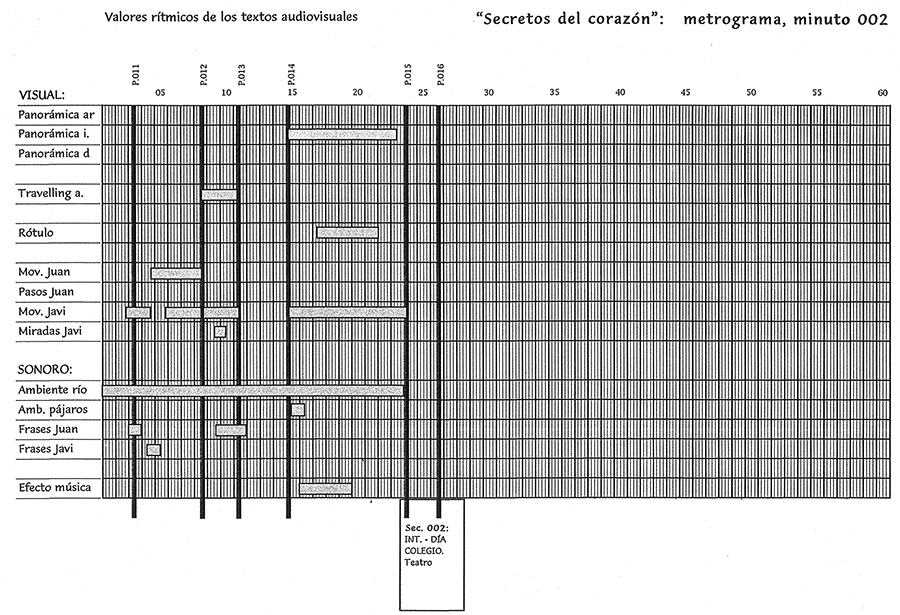 Valores rítmicos de los textos audiovisuales
“Secretos del corazón”: metrograma, minuto 002
P.011 P.012 P.013 P.014 P.015 P.016
VISUAL: 05 10 15 20 25 30 35 40 45 50 55 60
Panorámica ar
Panorámica i.
Panorámica d
Travelling a.
Rótulo
Mov. Juan
Pasos Juan
Mov. Javi
Miradas Javi
SONORO:
Ambiente río
Amb. pájaros
Frases Juan
Frases Javi
Efecto música
Sec. 002:
INT. - DÍA
COLEGIO.
Teatro